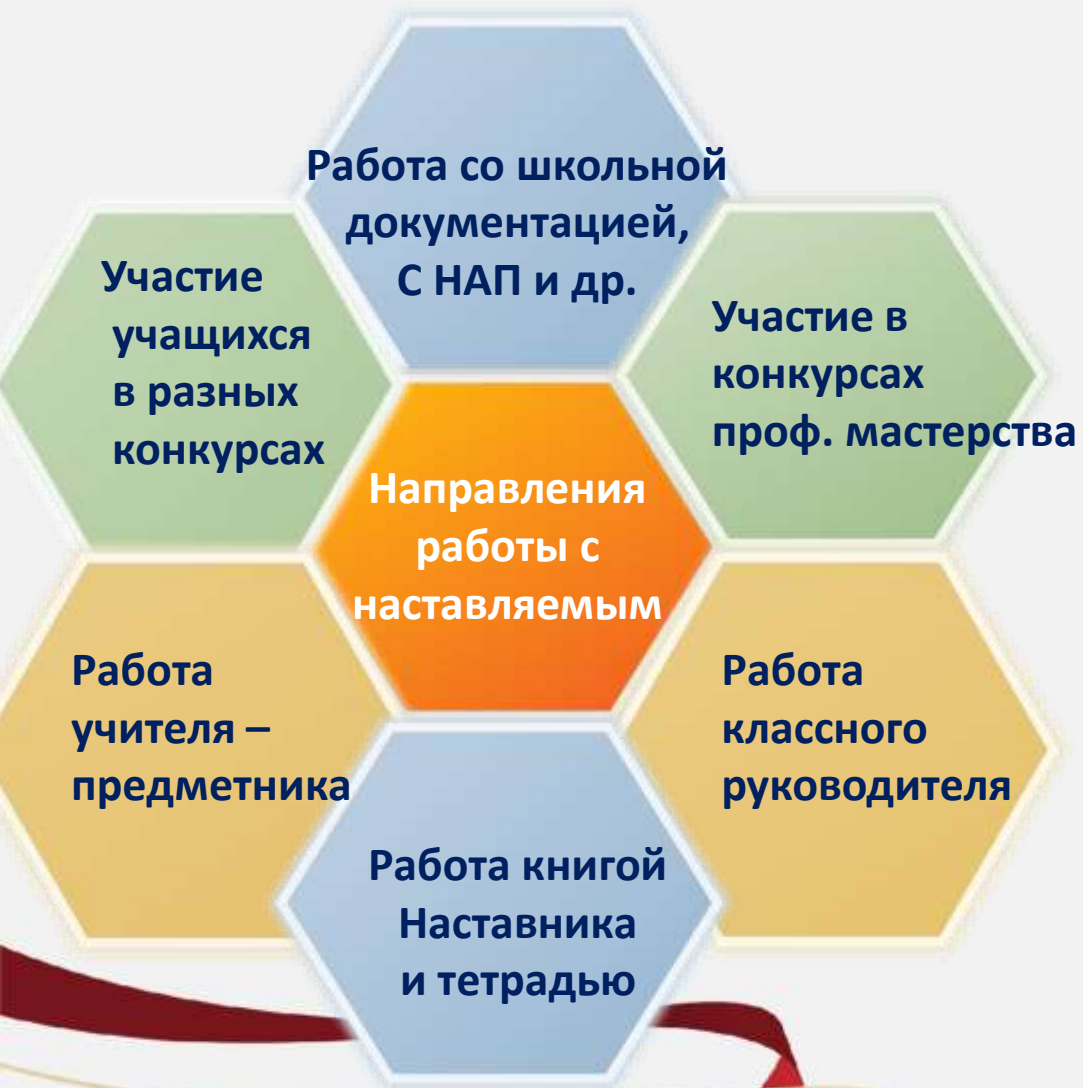 Работа со школьной
документацией,
С НАП и др.
Участие
учащихся
в разных
конкурсах
Участие в
конкурсах
проф. мастерства
Направления
работы с
наставляемым
Работа
учителя –
предметника
Работа
классного
руководителя
Работа книгой
Наставника
и тетрадью